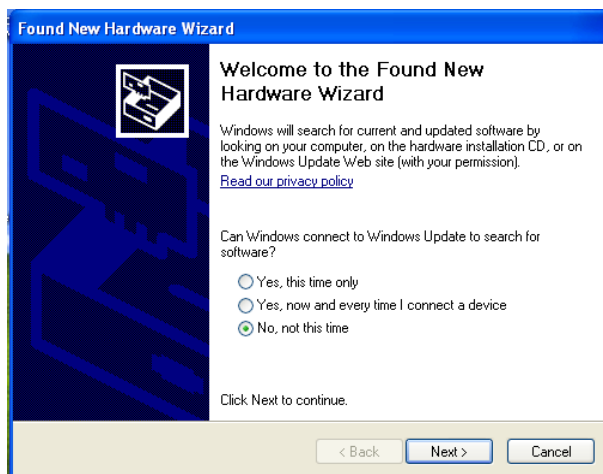 Found New Hardware Wizard
Welcome to the Found New
Hardware Wizard
Windows will search for current and updated software by
looking on your computer, on the hardware installation CD, or on
the Windows Update Web site (with your permission).
Read our privacy policy
Can Windows connect to Windows Update to search for
software?
Yes, this time only
Yes, now and every time I connect a device
No, not this time
Click Next to continue.
< Back
Next >
Cancel